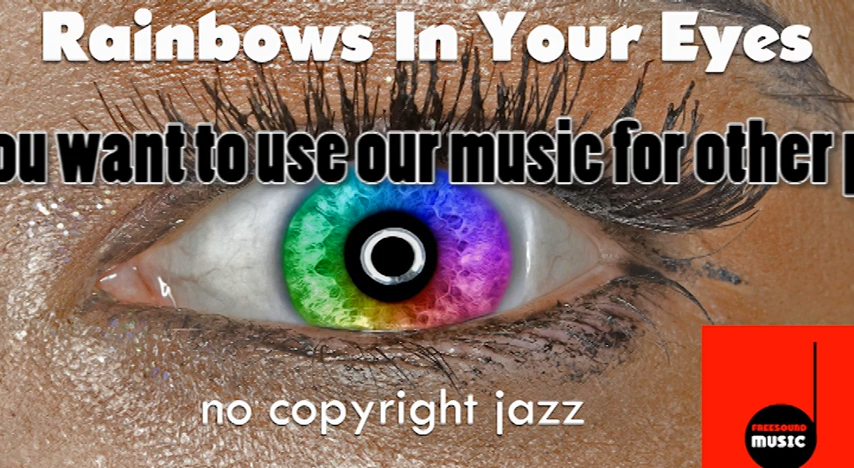 Rainbows In Your Eyes
ou want to use our music for other p
no copyright jazz
FREESOUND
MUSIC